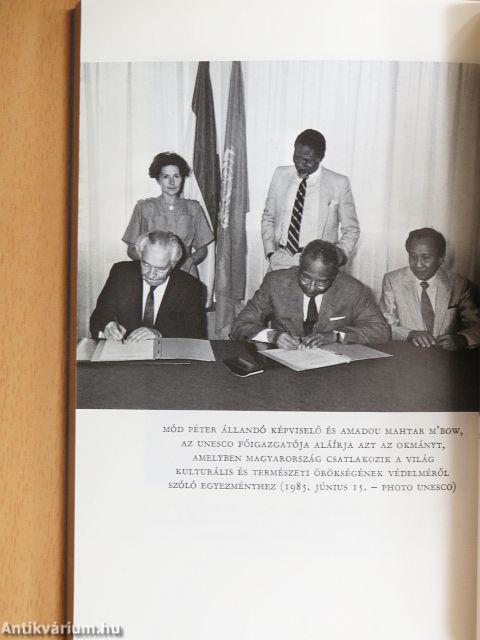 MÓD PÉTER ÁLLANDÓ KÉPVISELŐ ÉS AMADOU MAHTAR M'BOW,
AZ UNESCO FŐIGAZGATÓJA ALÁÍRJA AZT AZ OKMÁNYT,
AMELYBEN MAGYARORSZÁG CSATLAKOZIK A VILÁG
KULTURÁLIS ÉS TERMÉSZETI ÖRÖKSÉGÉNEK VÉDELMÉRŐL
SZÓLÓ EGYEZMÉNYHEZ (1985. JÚNIUS 15. – PHOTO UNESCO)
Antikvárium.hu